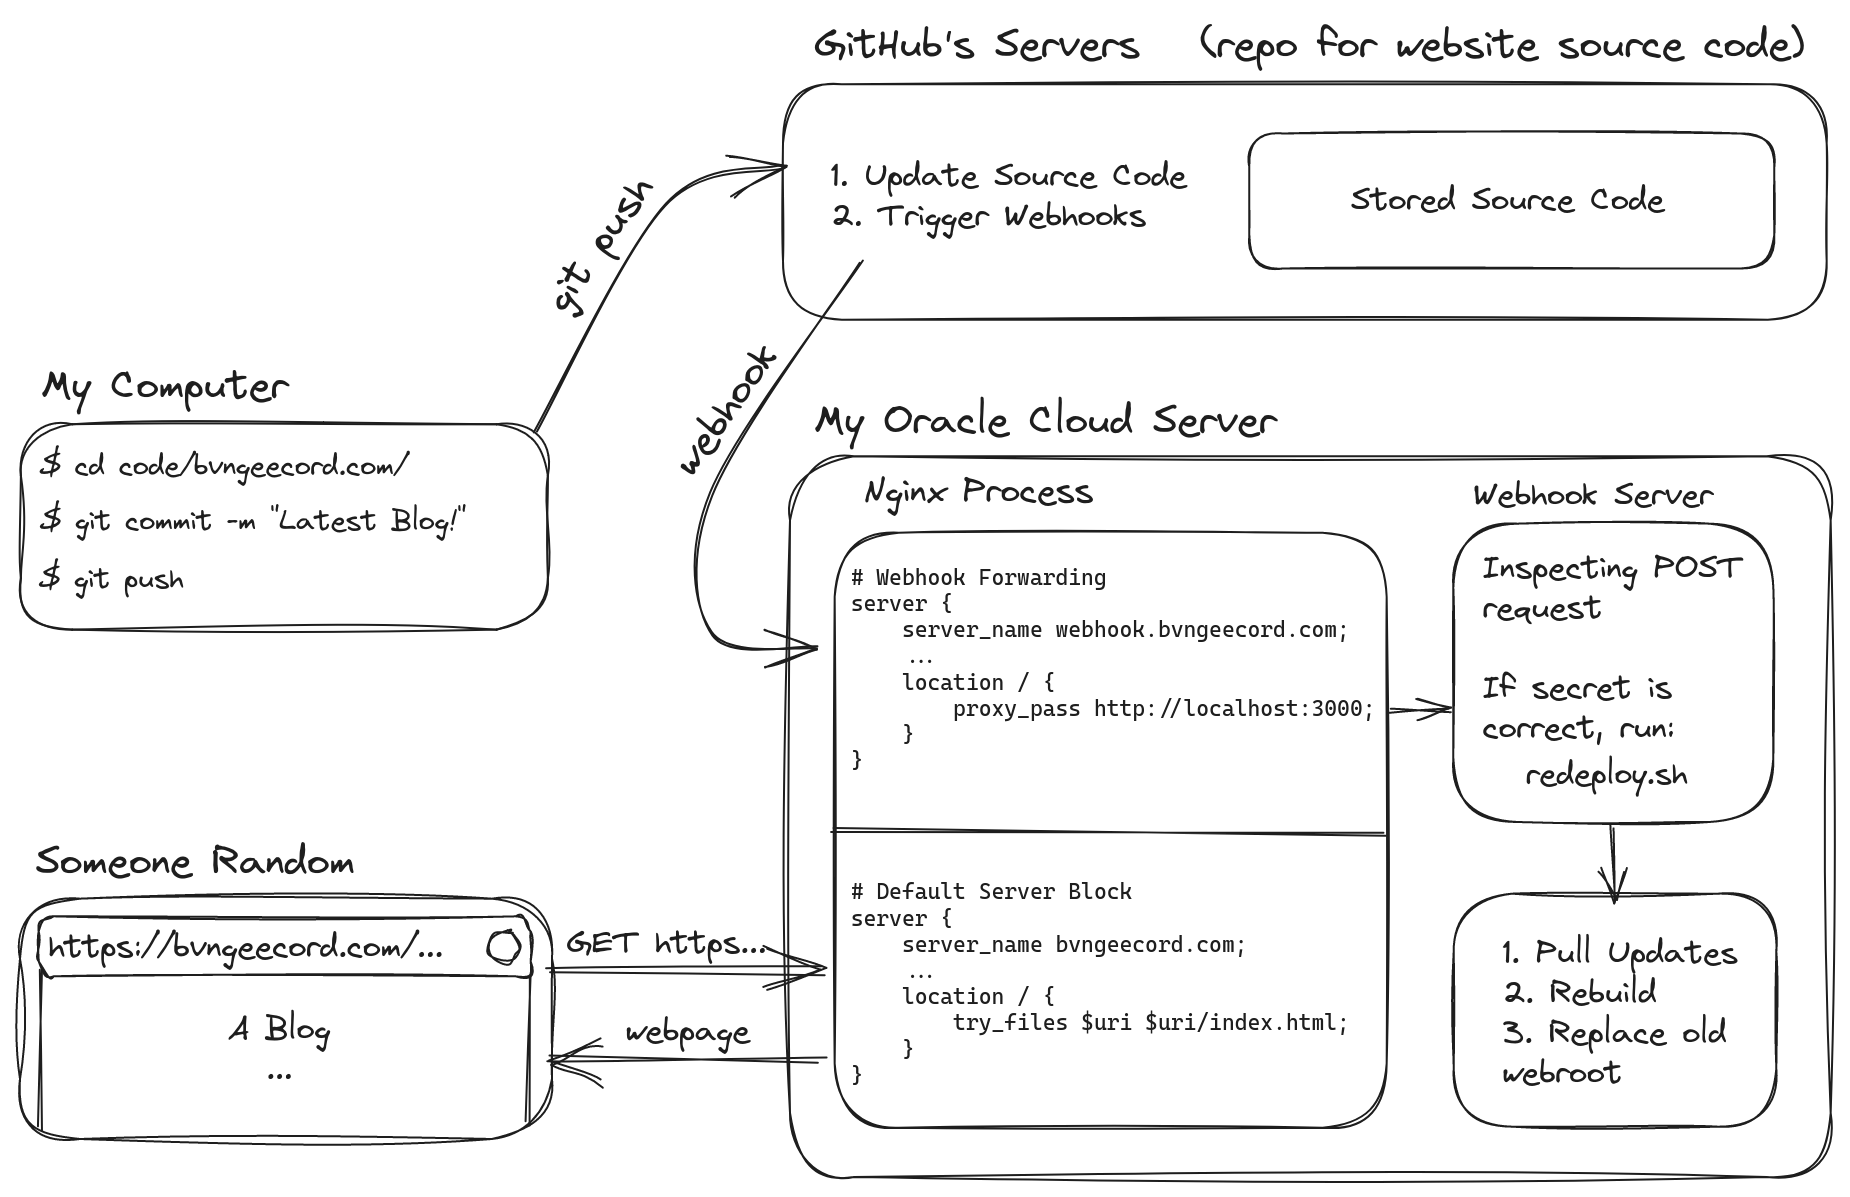 GitHub's Servers (repo for website source code)
1. Update Source Code
2. Trigger Webhooks
Stored Source Code
git push
webhook
My Computer
$ cd code/bvngeecord.com/
$ git commit -m "Latest Blog!"
$ git push
My Oracle Cloud Server
Nginx Process
# Webhook Forwarding
server {
    server_name webhook.bvngeecord.com;
    ...
    location / {
        proxy_pass http://localhost:3000;
    }
}
# Default Server Block
server {
    server_name bvngeecord.com;
    ...
    location / {
        try_files $uri $uri/index.html;
    }
}
Webhook Server
Inspecting POST
request
If secret is
correct, run:
redeploy.sh
1. Pull Updates
2. Rebuild
3. Replace old
webroot
Someone Random
https://bvngeecord.com/...
A Blog
...
GET https...
webpage